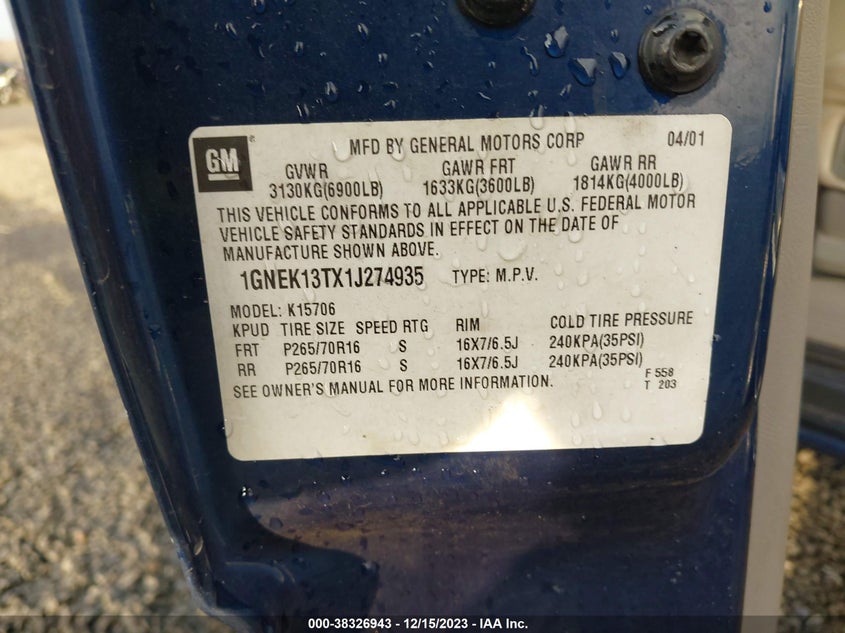 GM ® MFD BY GENERAL MOTORS CORP 04/01
GVWR GAWR FRT GAWR RR
3130KG(6900LB) 1633KG(3600LB) 1814KG(4000LB)
THIS VEHICLE CONFORMS TO ALL APPLICABLE U.S. FEDERAL MOTOR
VEHICLE SAFETY STANDARDS IN EFFECT ON THE DATE OF
MANUFACTURE SHOWN ABOVE.
1GNEK13TX1J274935 TYPE: M.P.V.
MODEL: K15706
KPUD TIRE SIZE SPEED RTG RIM COLD TIRE PRESSURE
FRT P265/70R16 S 16X7/6.5J 240KPA(35PSI)
RR P265/70R16 S 16X7/6.5J 240KPA(35PSI)
SEE OWNER'S MANUAL FOR MORE INFORMATION.
F 558
T 203
000-38326943 - 12/15/2023 - IAA Inc.